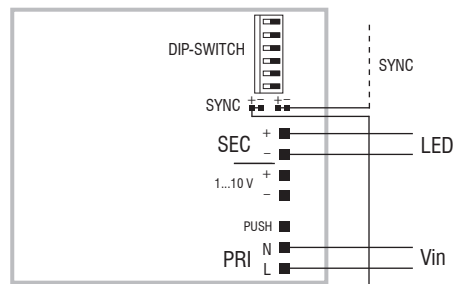 DIP-SWITCH
SYNC
SYNC + − + −
SEC + −
LED
1...10 V + −
PUSH
PRI N L
Vin